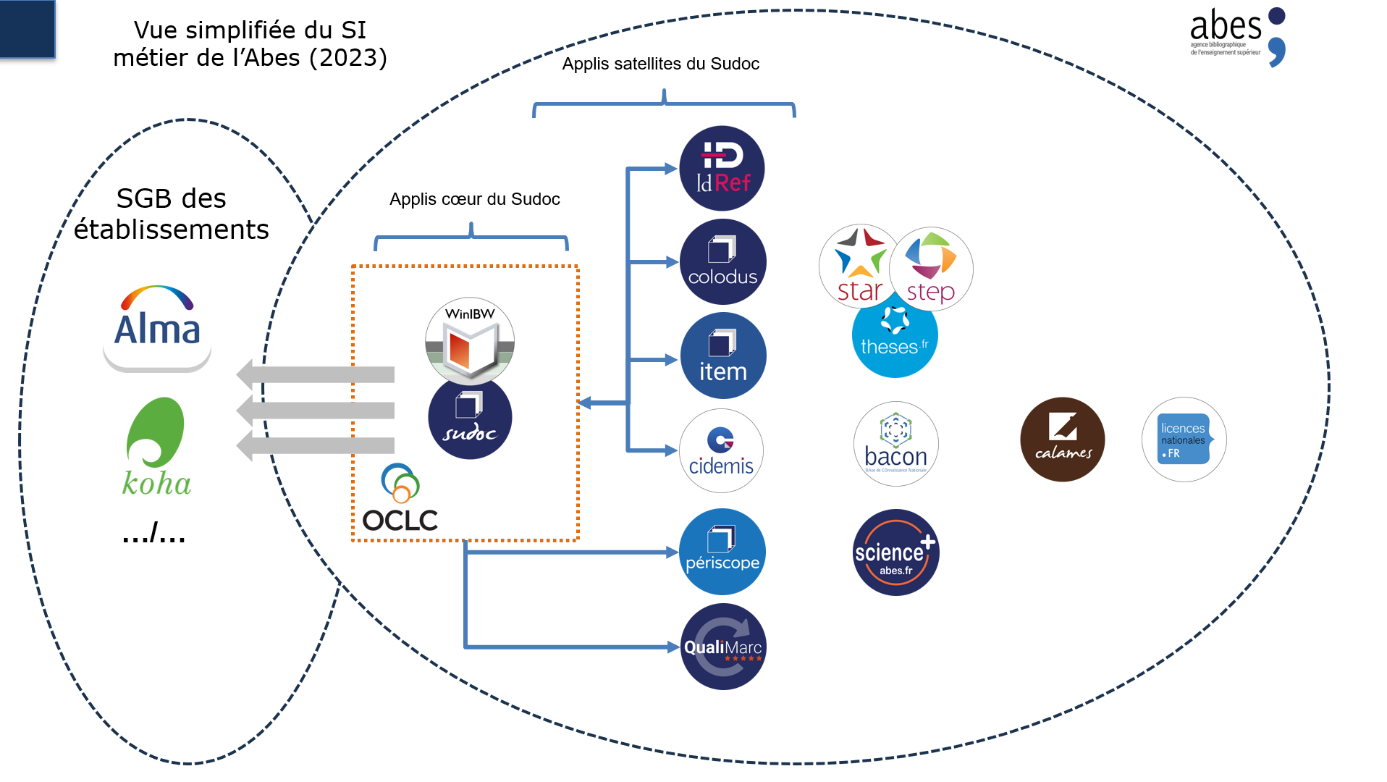 Vue simplifiée du SI
métier de l’Abes (2023)
abes
agence bibliographique
de l'enseignement supérieur
Applis satellites du Sudoc
SGB des
établissements
Applis cœur du Sudoc
ID
IdRef
colodus
star
step
theses.fr
Alma
WinIBW
sudoc
item
koha
cidemis
bacon
calames
licences
nationales
.FR
OCLC
.../...
périscope
science+
abes.fr
QualiMarc